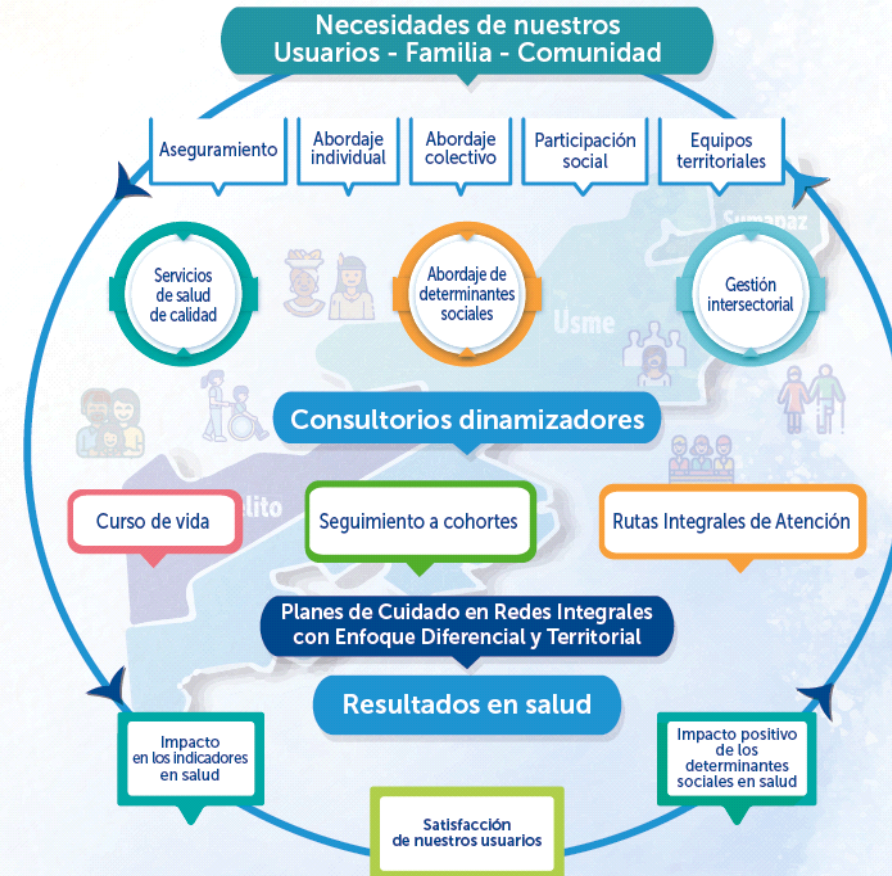 Necesidades de nuestros
Usuarios - Familia - Comunidad
Aseguramiento
Abordaje
individual
Abordaje
colectivo
Participación
social
Equipos
territoriales
Sumapaz
Servicios
de salud
de calidad
Abordaje de
determinantes
sociales
Gestión
intersectorial
Usme
Consultorios dinamizadores
elito
Curso de vida
Seguimiento a cohortes
Rutas Integrales de Atención
Planes de Cuidado en Redes Integrales
con Enfoque Diferencial y Territorial
Resultados en salud
Impacto
en los indicadores
en salud
Impacto positivo
de los
determinantes
sociales en salud
Satisfacción
de nuestros usuarios